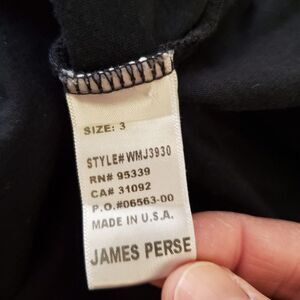 SIZE: 3
STYLE# WMJ3930
RN# 95339
CA# 31092
P.O.#06563-00
MADE IN U.S.A.
JAMES PERSE